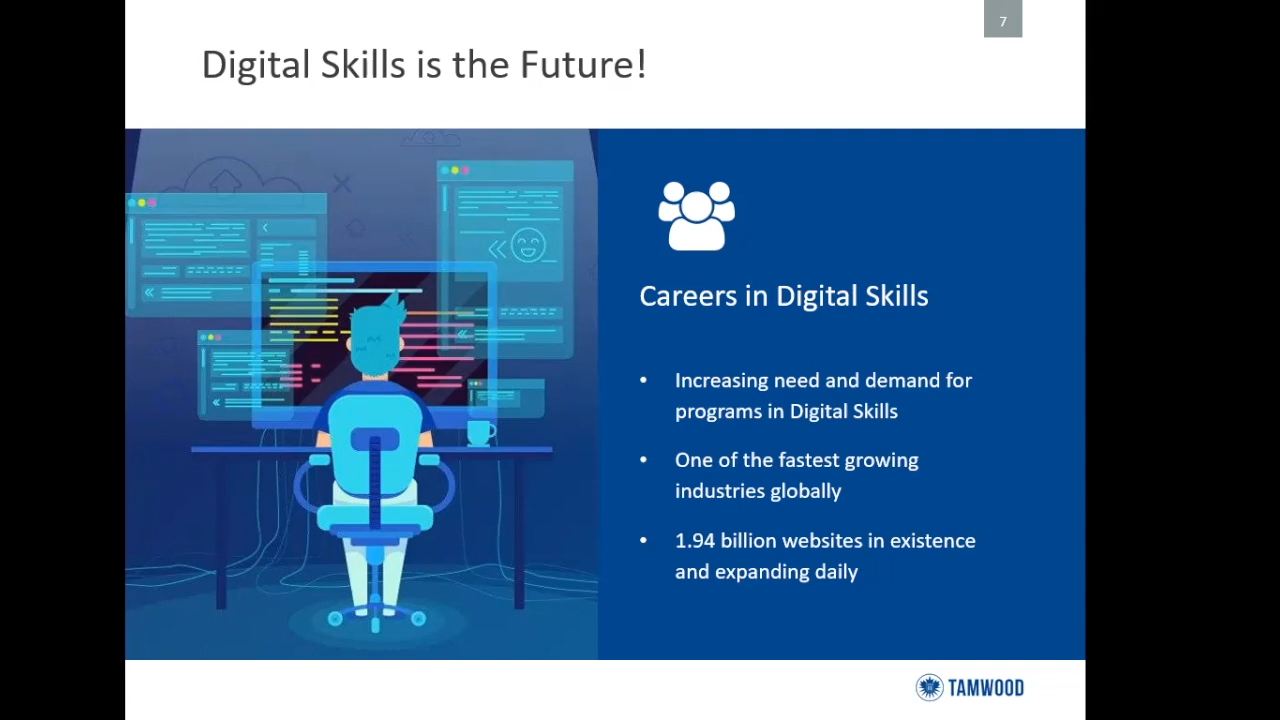 7
Digital Skills is the Future!
Careers in Digital Skills
• Increasing need and demand for
programs in Digital Skills
• One of the fastest growing
industries globally
• 1.94 billion websites in existence
and expanding daily
TAMWOOD